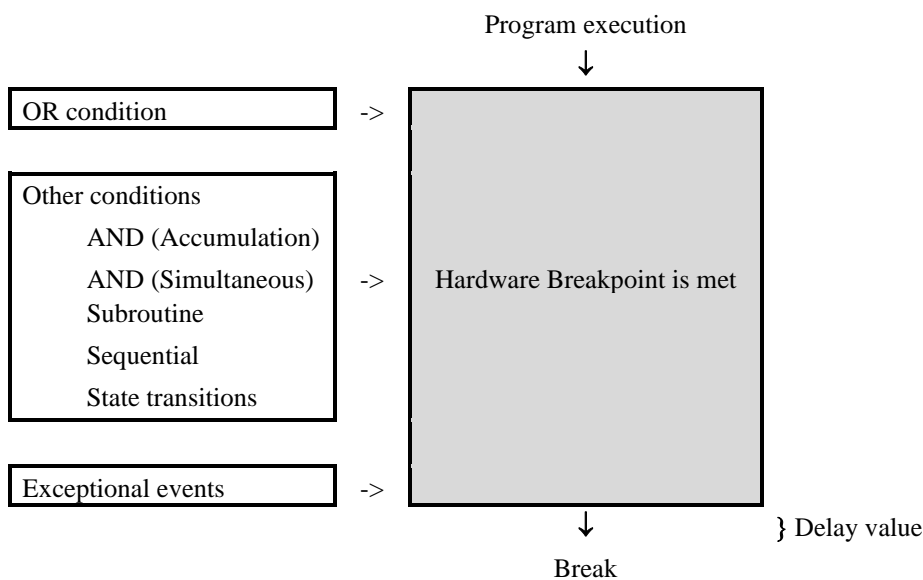 Program execution
↓
OR condition ->
Other conditions
AND (Accumulation)
AND (Simultaneous) -> Hardware Breakpoint is met
Subroutine
Sequential
State transitions
Exceptional events ->
↓ } Delay value
Break